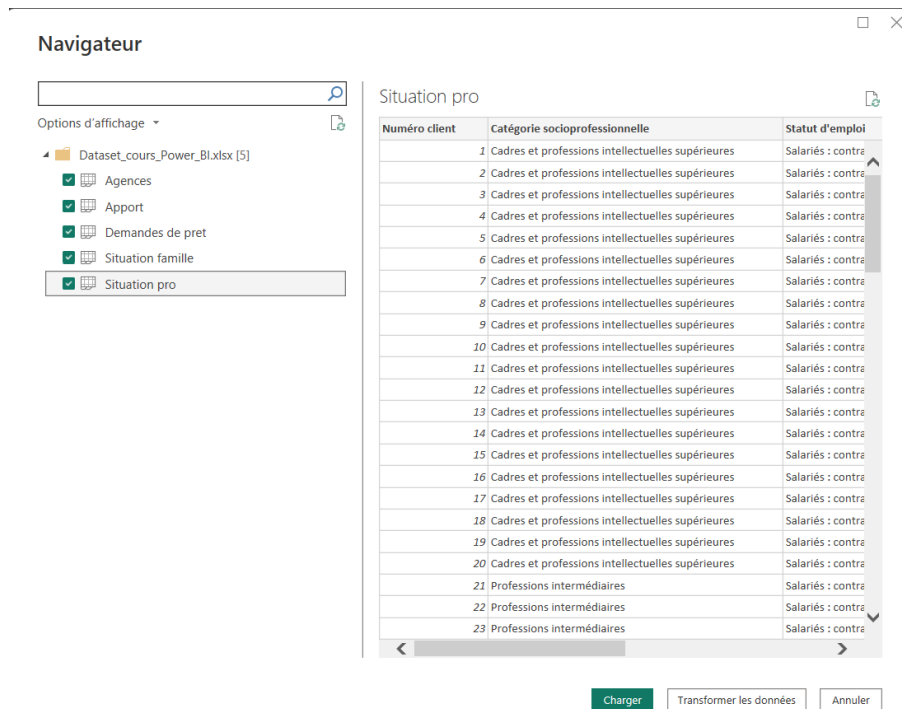 Navigateur
Options d'affichage
Dataset_cours_Power_BI.xlsx [5]
Agences
Apport
Demandes de pret
Situation famille
Situation pro
Situation pro
Numéro client Catégorie socioprofessionnelle Statut d'emploi
1 Cadres et professions intellectuelles supérieures Salariés : contra
2 Cadres et professions intellectuelles supérieures Salariés : contra
3 Cadres et professions intellectuelles supérieures Salariés : contra
4 Cadres et professions intellectuelles supérieures Salariés : contra
5 Cadres et professions intellectuelles supérieures Salariés : contra
6 Cadres et professions intellectuelles supérieures Salariés : contra
7 Cadres et professions intellectuelles supérieures Salariés : contra
8 Cadres et professions intellectuelles supérieures Salariés : contra
9 Cadres et professions intellectuelles supérieures Salariés : contra
10 Cadres et professions intellectuelles supérieures Salariés : contra
11 Cadres et professions intellectuelles supérieures Salariés : contra
12 Cadres et professions intellectuelles supérieures Salariés : contra
13 Cadres et professions intellectuelles supérieures Salariés : contra
14 Cadres et professions intellectuelles supérieures Salariés : contra
15 Cadres et professions intellectuelles supérieures Salariés : contra
16 Cadres et professions intellectuelles supérieures Salariés : contra
17 Cadres et professions intellectuelles supérieures Salariés : contra
18 Cadres et professions intellectuelles supérieures Salariés : contra
19 Cadres et professions intellectuelles supérieures Salariés : contra
20 Cadres et professions intellectuelles supérieures Salariés : contra
21 Professions intermédiaires Salariés : contra
22 Professions intermédiaires Salariés : contra
23 Professions intermédiaires Salariés : contra
Charger Transformer les données Annuler